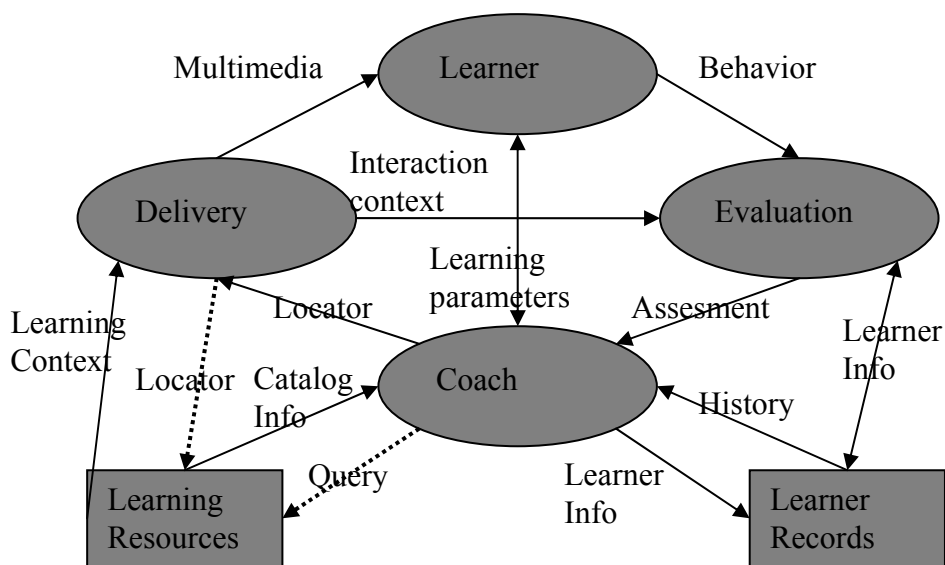 Multimedia
Learner
Behavior
Interaction
context
Delivery
Evaluation
Learning
parameters
Learning
Context
Locator
Assesment
Learner
Info
Locator
Catalog
Info
Coach
History
Query
Learner
Info
Learning
Resources
Learner
Records